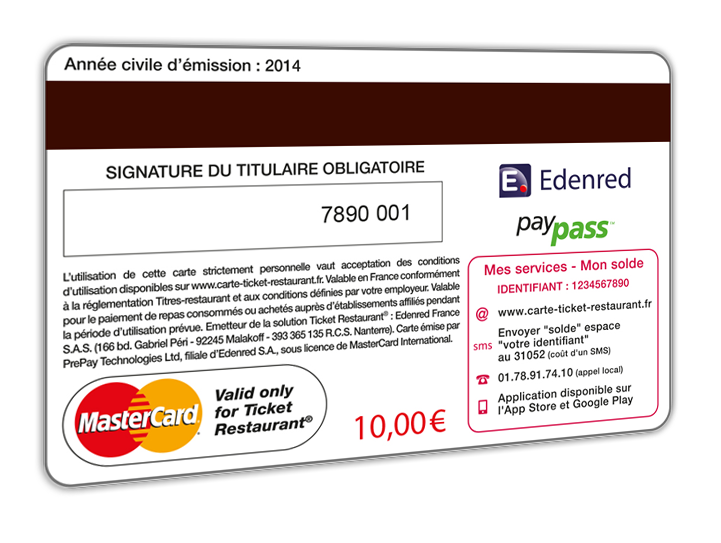 Année civile d'émission : 2014
SIGNATURE DU TITULAIRE OBLIGATOIRE
7890 001
E.
Edenred
paypass™
L'utilisation de cette carte strictement personnelle vaut acceptation des conditions
d'utilisation disponibles sur www.carte-ticket-restaurant.fr. Valable en France conformément
à la réglementation Titres-restaurant et aux conditions définies par votre employeur. Valable
pour le paiement de repas consommés ou achetés auprès d'établissements affiliés pendant
la période d'utilisation prévue. Emetteur de la solution Ticket Restaurant® : Edenred France
S.A.S. (166 bd. Gabriel Péri - 92245 Malakoff - 393 365 135 R.C.S. Nanterre). Carte émise par
PrePay Technologies Ltd, filiale d'Edenred S.A., sous licence de MasterCard International.
Mes services - Mon solde
IDENTIFIANT : 1234567890
@ www.carte-ticket-restaurant.fr
sms Envoyer "solde" espace
"votre identifiant"
au 31052 (coût d'un SMS)
01.78.91.74.10 (appel local)
Application disponible sur
l'App Store et Google Play
MasterCard
Valid only
for Ticket
Restaurant®
10,00€